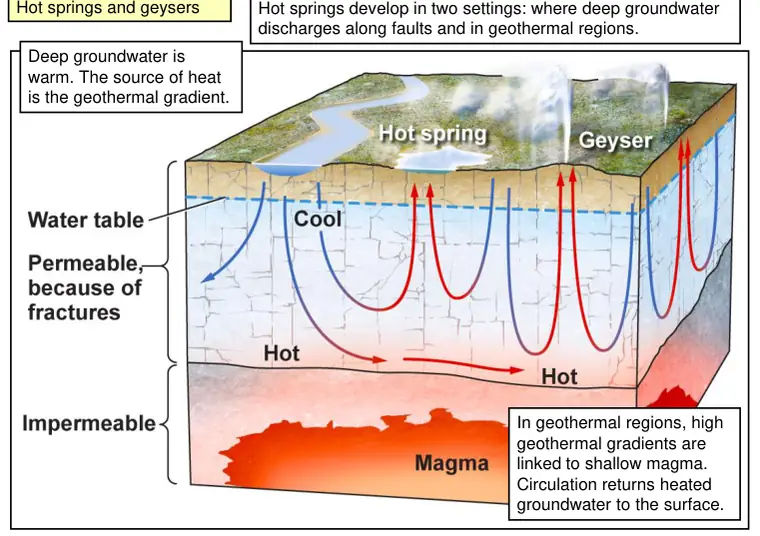 Hot springs and geysers
Hot springs develop in two settings: where deep groundwater
discharges along faults and in geothermal regions.
Deep groundwater is
warm. The source of heat
is the geothermal gradient.
Hot spring
Geyser
Water table
Cool
Permeable,
because of
fractures
Hot
Hot
Impermeable
Magma
In geothermal regions, high
geothermal gradients are
linked to shallow magma.
Circulation returns heated
groundwater to the surface.